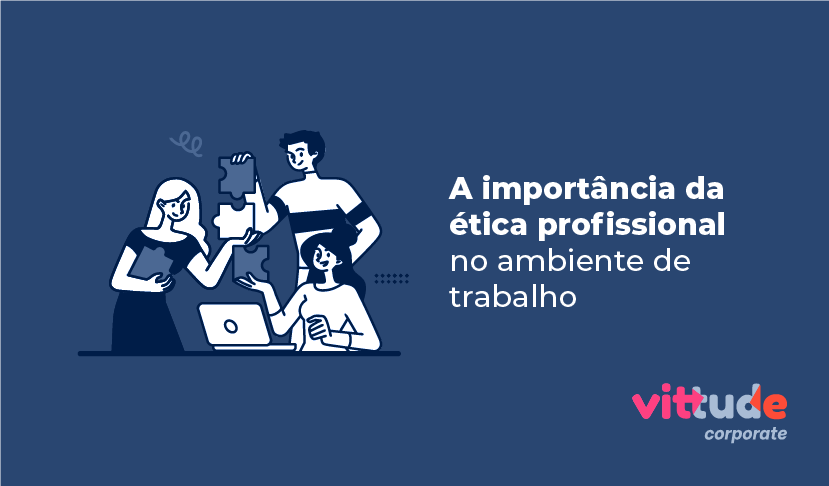 A importância da
ética profissional
no ambiente de
trabalho
vittude
corporate